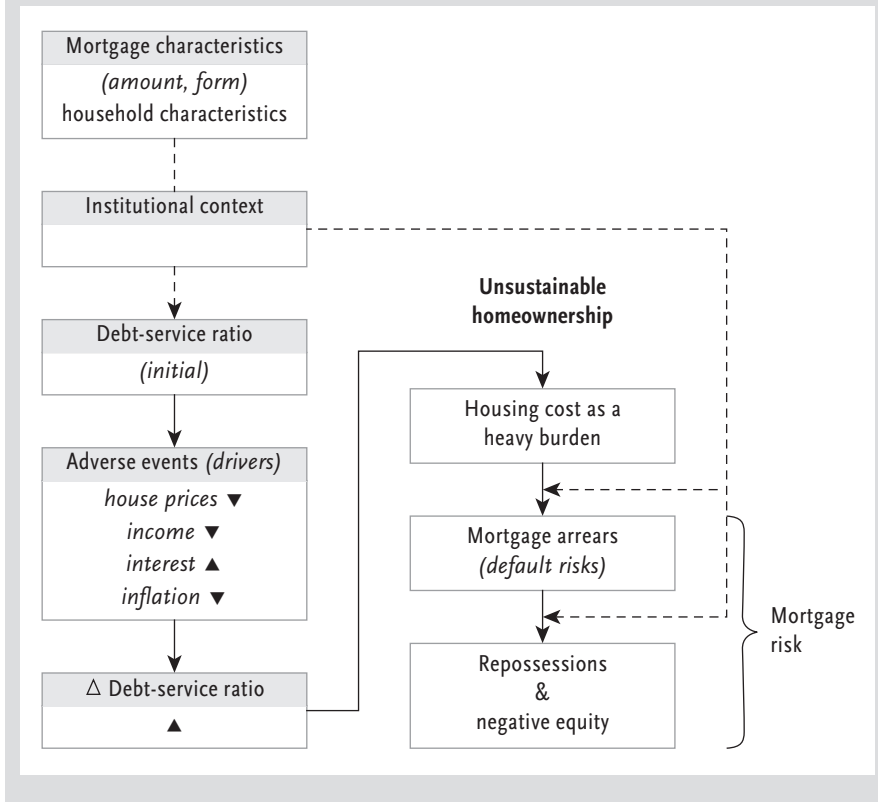 Mortgage characteristics
(amount, form)
household characteristics
Institutional context
Debt-service ratio
(initial)
Adverse events (drivers)
house prices ▼
income ▼
interest ▲
inflation ▼
Δ Debt-service ratio
▲
Unsustainable
homeownership
Housing cost as a
heavy burden
Mortgage arrears
(default risks)
Repossessions
&
negative equity
Mortgage
risk